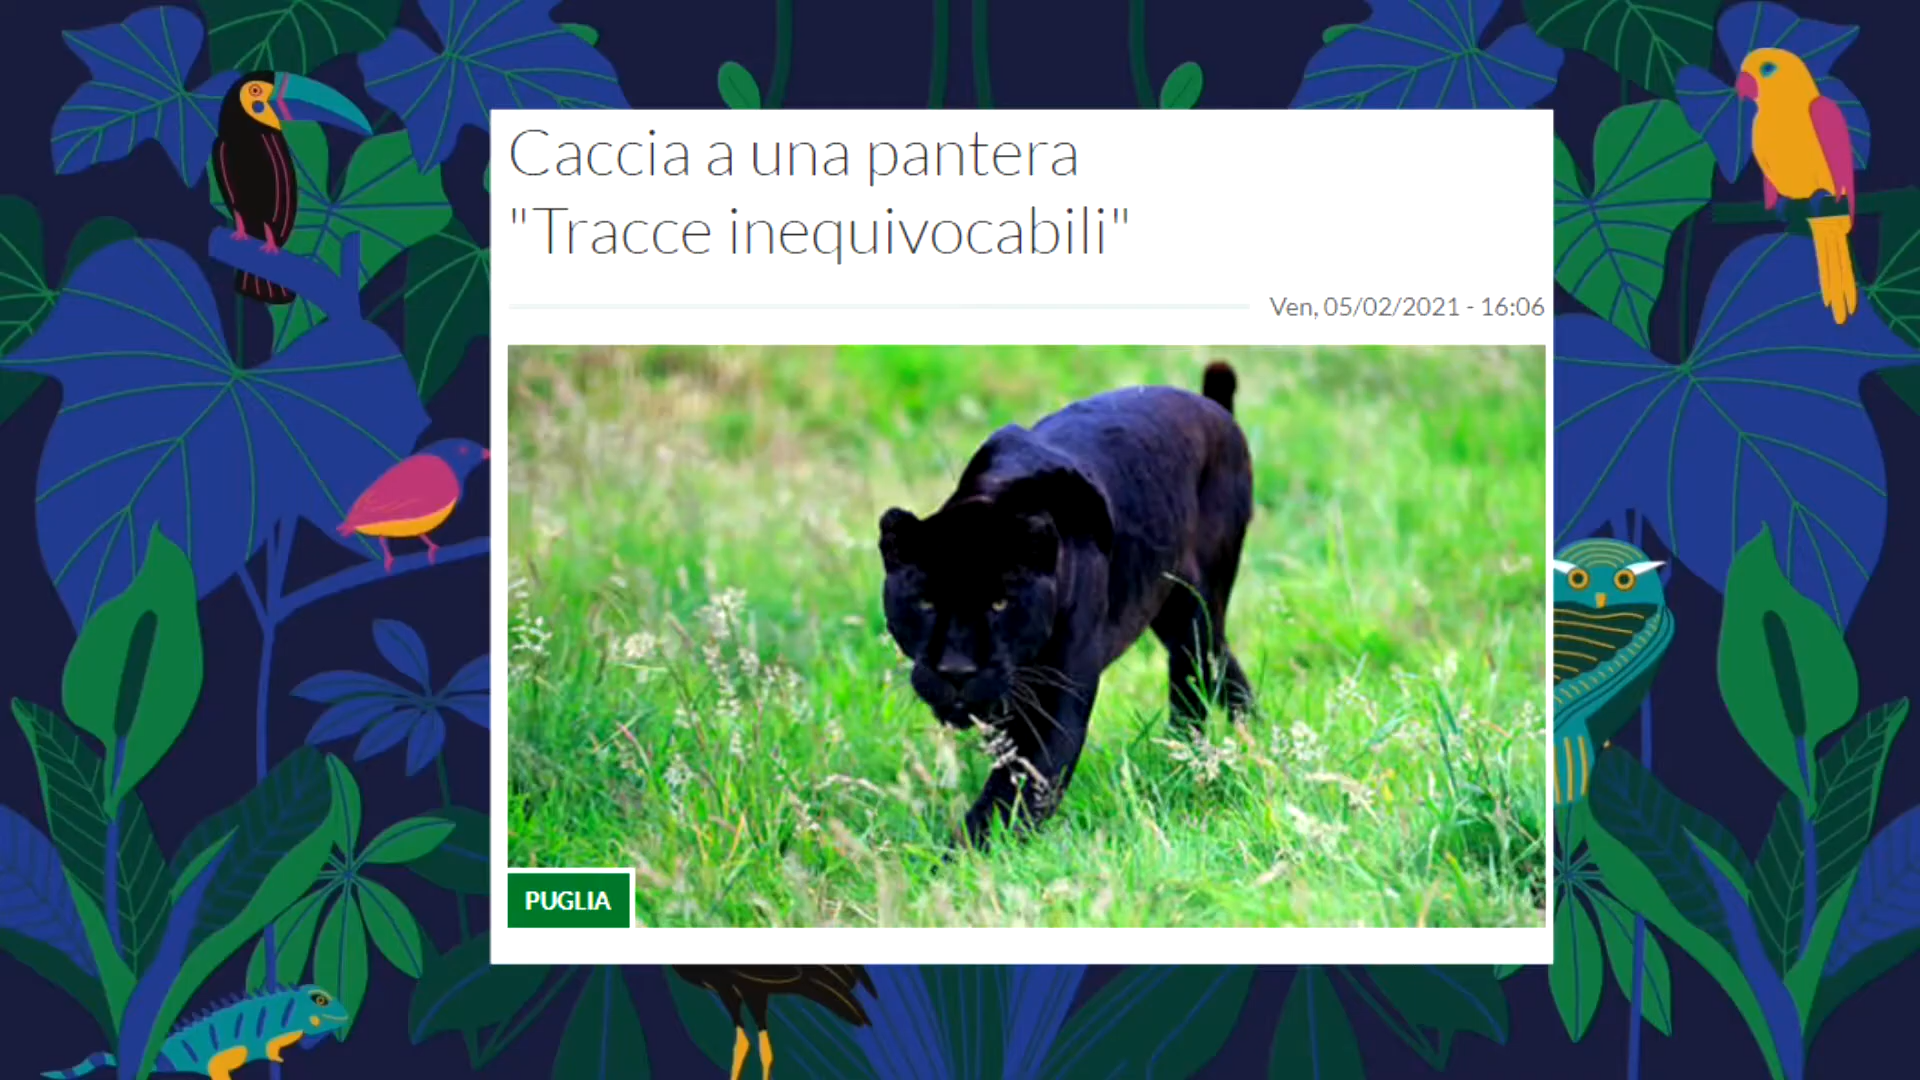 Caccia a una pantera
"Tracce inequivocabili"
Ven, 05/02/2021 - 16:06
PUGLIA